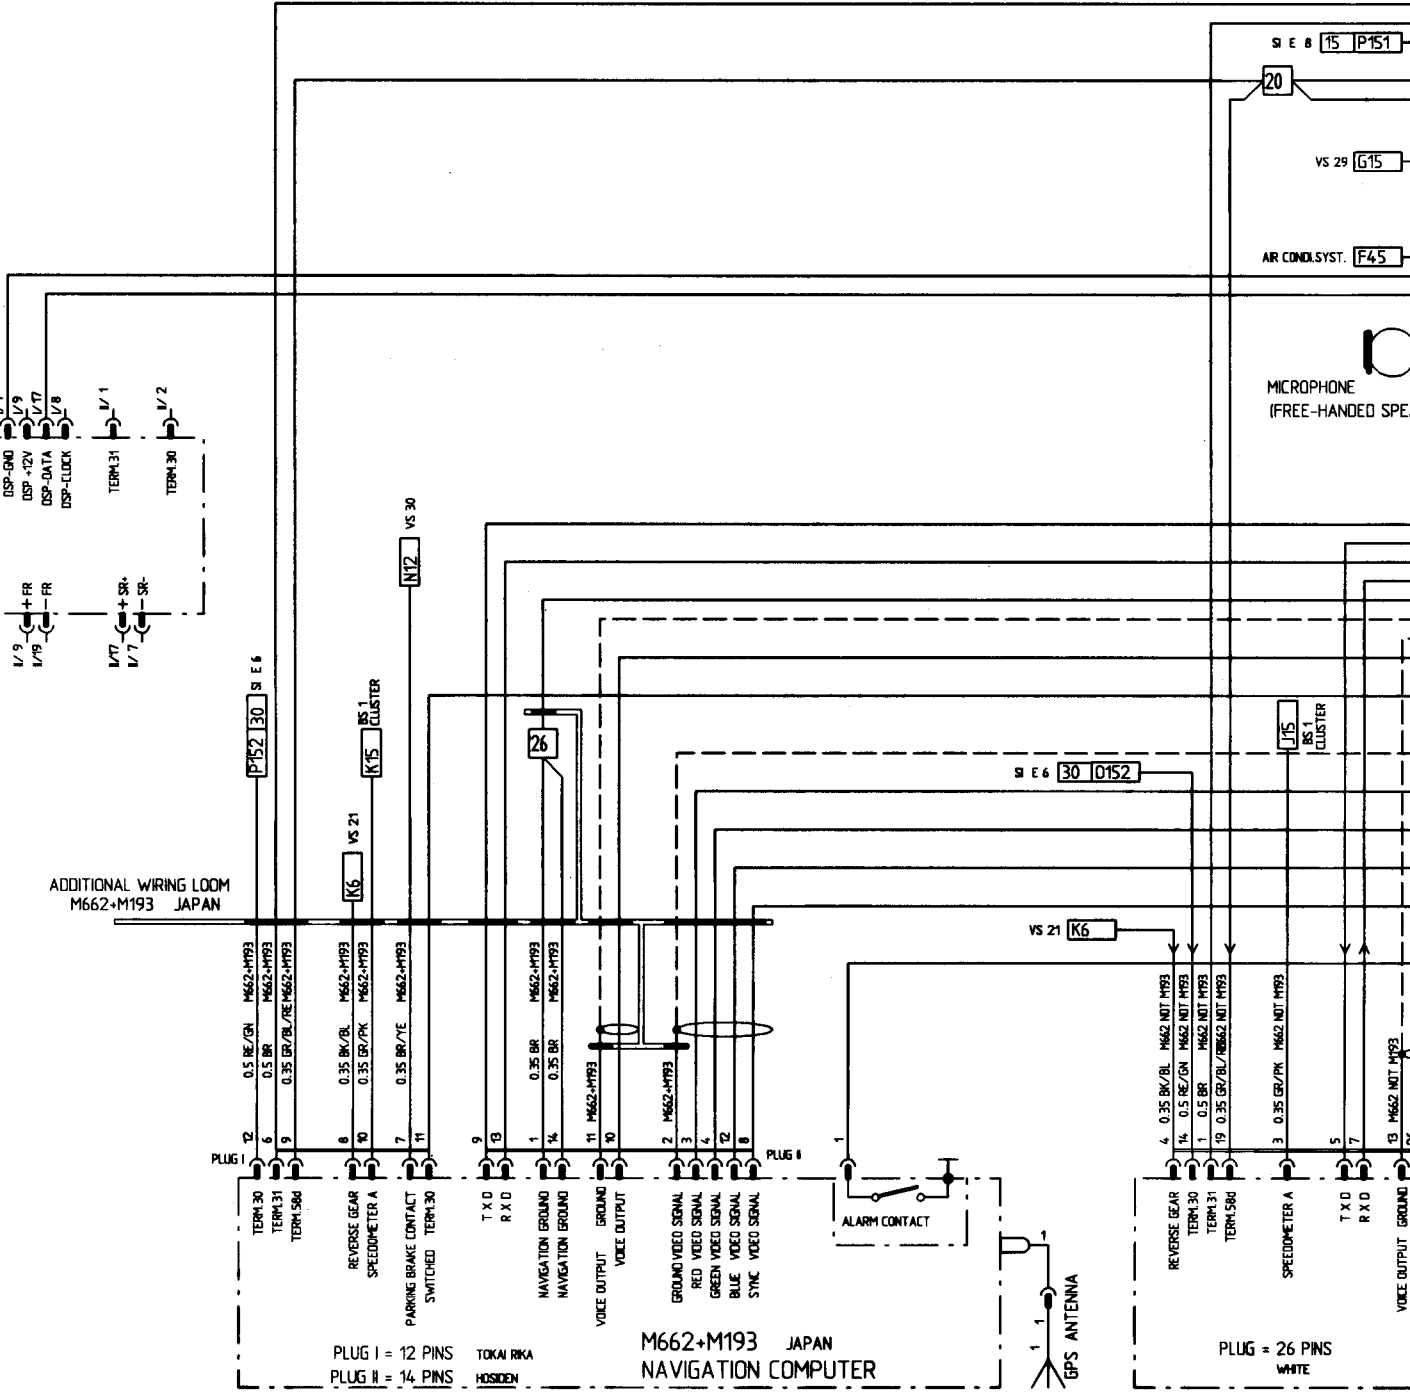 SI E 8 15 P151
20
VS 29 G15
AIR CONDI.SYST. F45
MICROPHONE
(FREE-HANDED SPE
I/9
I/17
I/8
II/1
II/2
DSP-GND
DSP +12V
DSP-DATA
DSP-CLOCK
TERM.31
TERM.30
+ FR
- FR
+ SR+
- SR-
II/9
II/19
II/17
II/7
P152 30 SI E 6
K15 BS 1
CLUSTER
N12 VS 30
K6 VS 21
26
J15 BS 1
CLUSTER
SI E 6 30 D152
VS 21 K6
ADDITIONAL WIRING LOOM
M662+M193 JAPAN
0.5 RE/GN M662+M193
0.5 BR M662+M193
0.35 GR/BL/RE M662+M193
0.35 BK/BL M662+M193
0.35 GR/PK M662+M193
0.35 BR/YE M662+M193
0.35 BR M662+M193
0.35 BR M662+M193
M662+M193
M662+M193
0.35 BK/BL M662 NOT M193
0.5 RE/GN M662 NOT M193
0.5 BR M662 NOT M193
0.35 GR/BL/RE M662 NOT M193
0.35 GR/PK M662 NOT M193
M662 NOT M193
PLUG I
12
6
9
8
10
7
11
9
13
1
14
11
10
2
3
4
12
8
PLUG II
1
4
14
1
19
3
5
7
13
TERM.30
TERM.31
TERM.58d
REVERSE GEAR
SPEEDOMETER A
PARKING BRAKE CONTACT
SWITCHED TERM.30
T X D
R X D
NAVIGATION GROUND
NAVIGATION GROUND
VOICE OUTPUT GROUND
VOICE OUTPUT
GROUND VIDEO SIGNAL
RED VIDEO SIGNAL
GREEN VIDEO SIGNAL
BLUE VIDEO SIGNAL
SYNC VIDEO SIGNAL
ALARM CONTACT
1
1
1
GPS ANTENNA
REVERSE GEAR
TERM.30
TERM.31
TERM.58d
SPEEDOMETER A
T X D
R X D
VOICE OUTPUT GROUND
PLUG I = 12 PINS TOKAI RIKA
PLUG II = 14 PINS HOSIDEN
M662+M193 JAPAN
NAVIGATION COMPUTER
PLUG = 26 PINS
WHITE